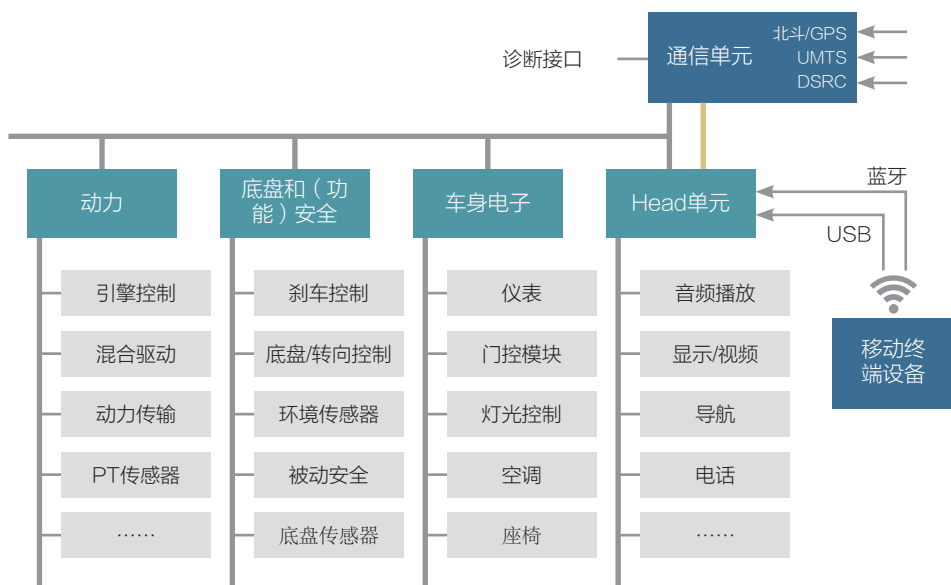 诊断接口
通信单元
北斗/GPS
UMTS
DSRC
动力
底盘和（功
能）安全
车身电子
Head单元
蓝牙
USB
引擎控制
混合驱动
动力传输
PT传感器
……
刹车控制
底盘/转向控制
环境传感器
被动安全
底盘传感器
仪表
门控模块
灯光控制
空调
座椅
音频播放
显示/视频
导航
电话
……
移动终
端设备